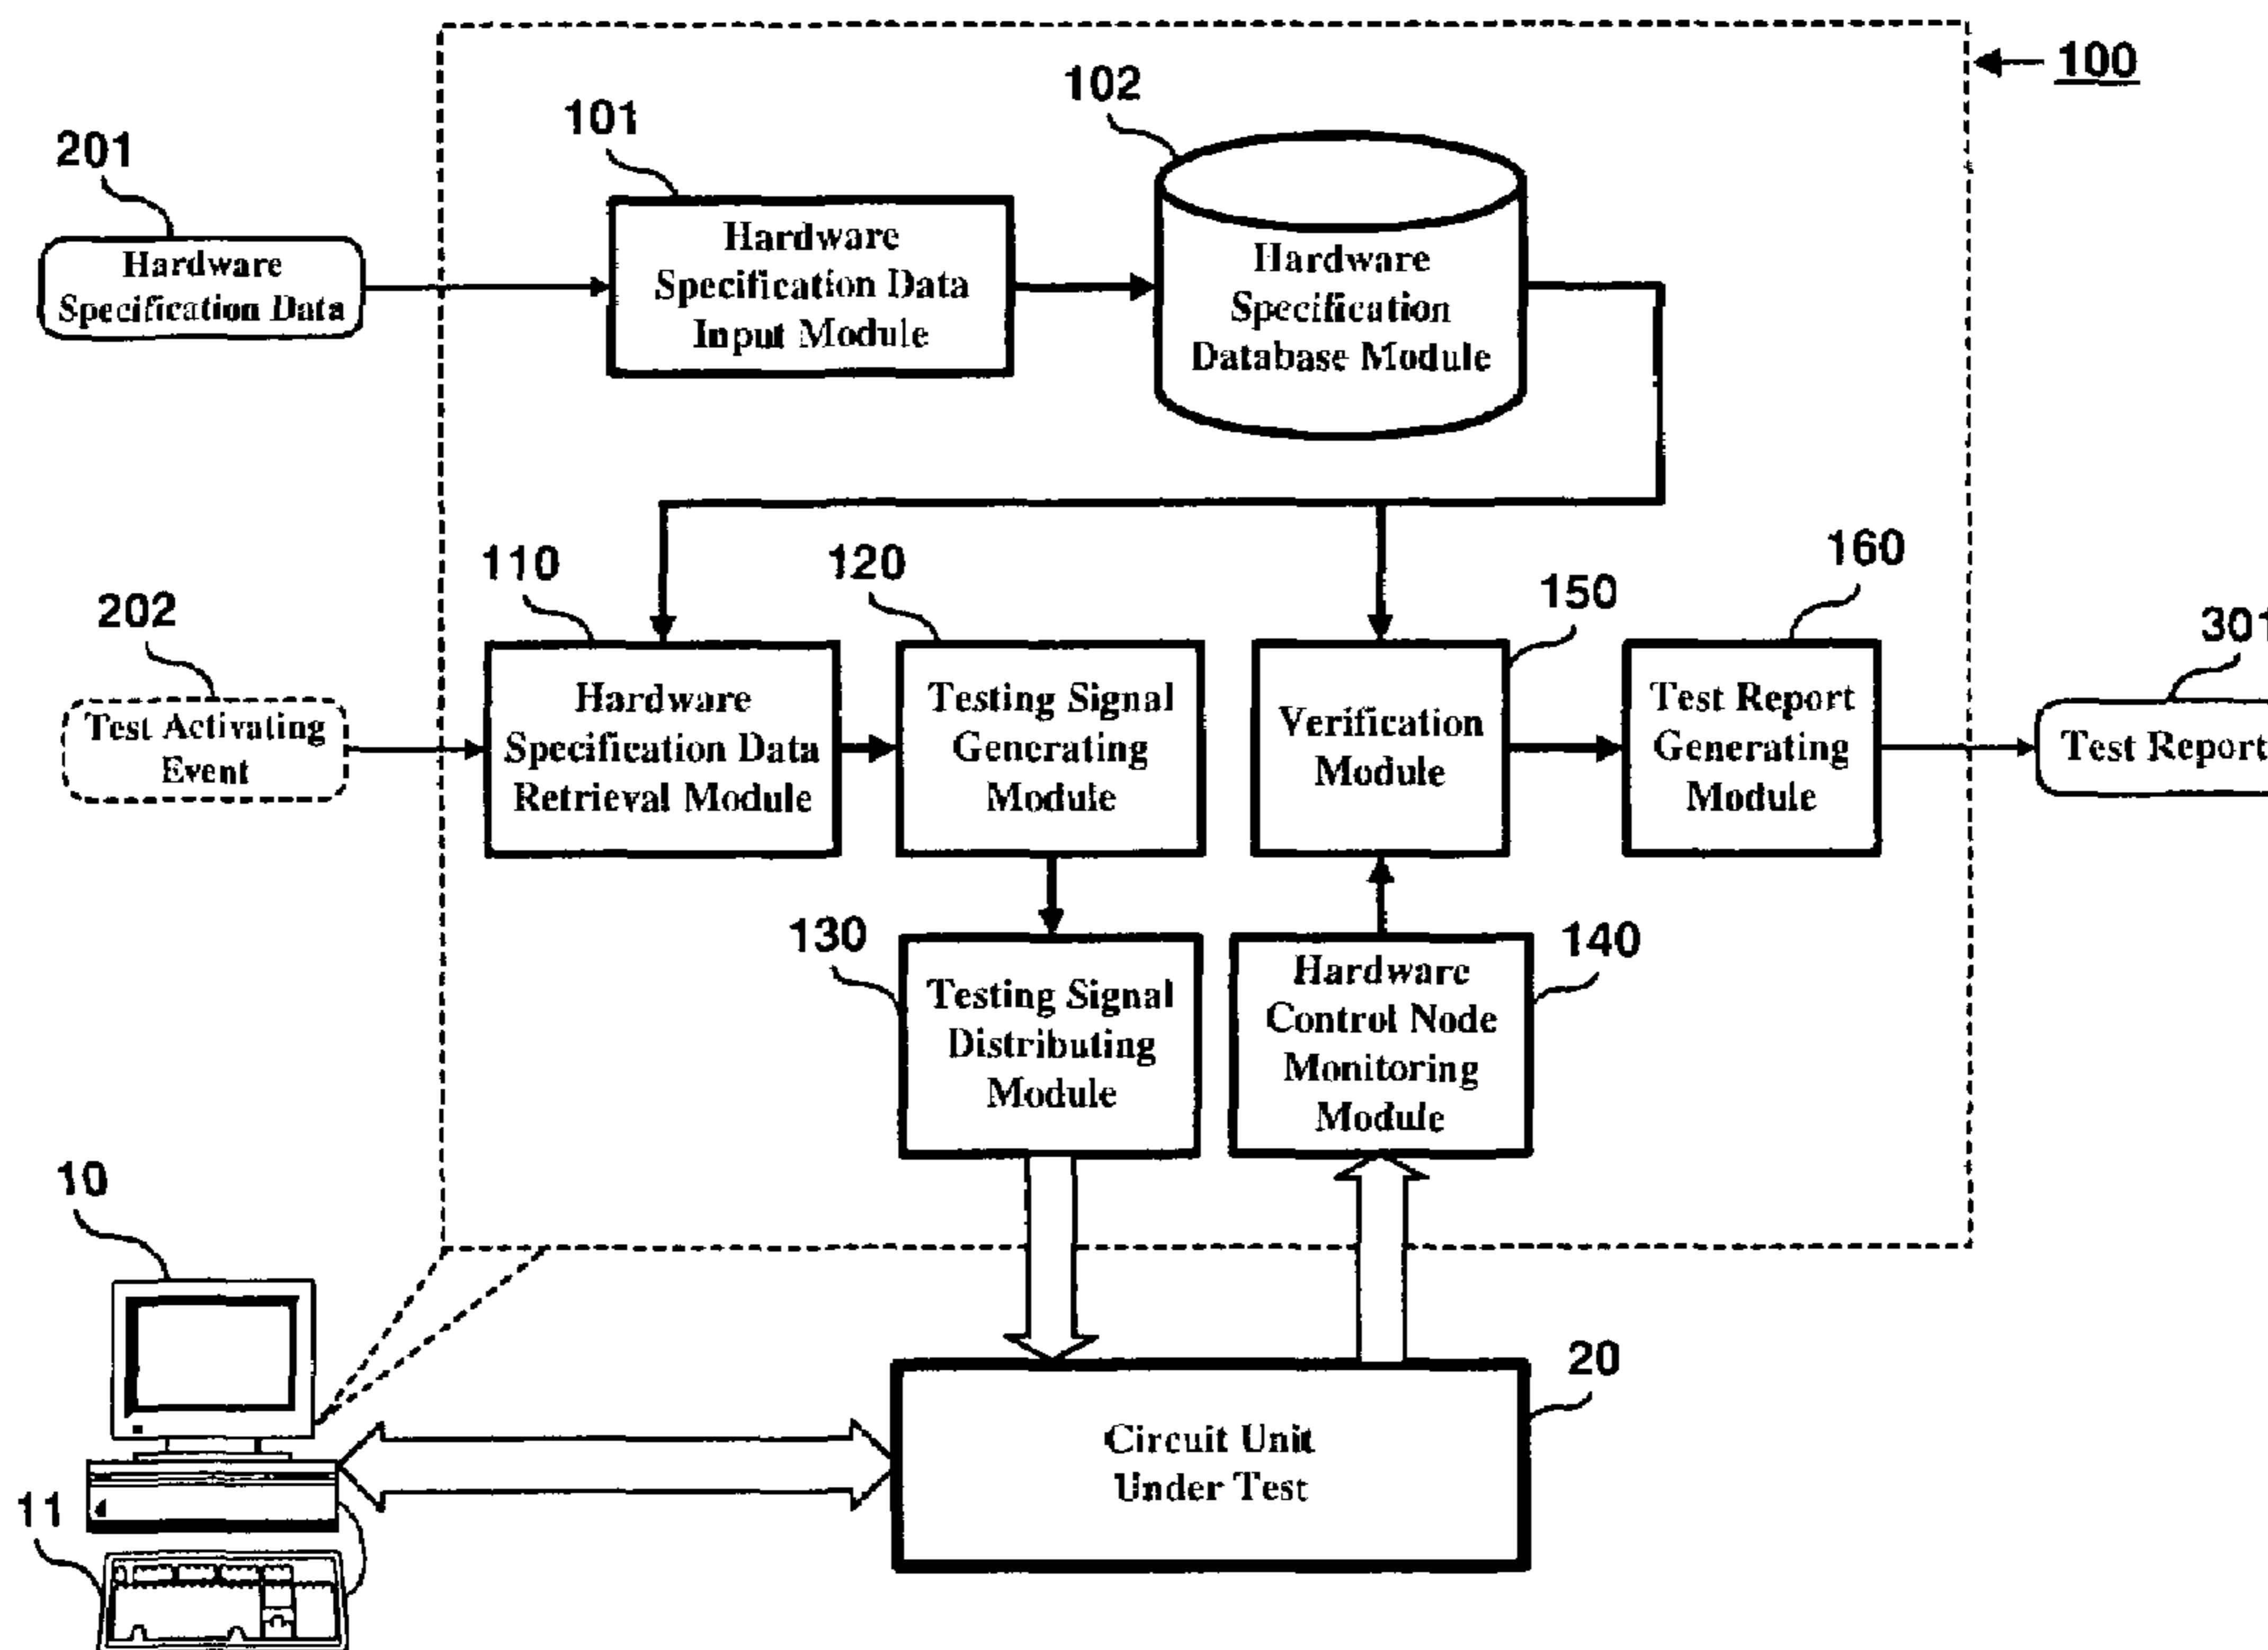 100
102
101
201
Hardware
Specification Data
Hardware
Specification Data
Input Module
Hardware
Specification
Database Module
110
120
150
160
202
301
Test Activating
Event
Hardware
Specification Data
Retrieval Module
Testing Signal
Generating
Module
Verification
Module
Test Report
Generating
Module
Test Report
130
Testing Signal
Distributing
Module
Hardware
Control Node
Monitoring
Module
140
10
20
Circuit Unit
Under Test
11